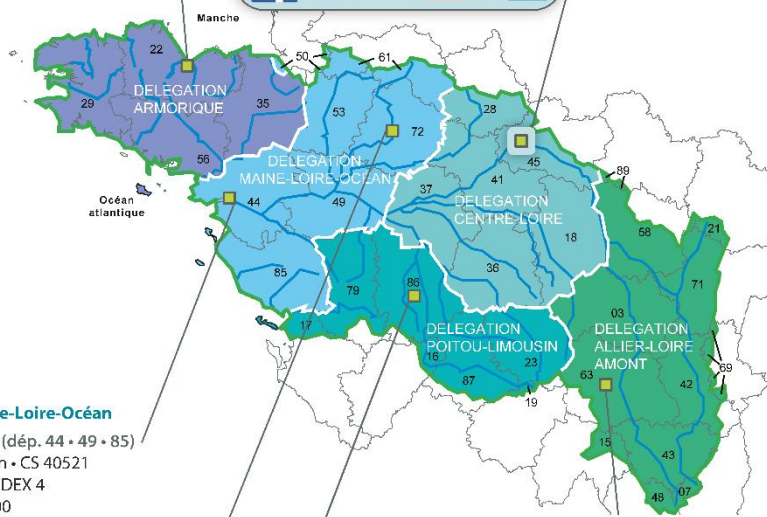 Manche
22
50
61
DELEGATION
ARMORIQUE
29
35
53
72
28
56
DELEGATION
MAINE-LOIRE-OCEAN
45
89
Océan
atlantique
44
49
37
41
DELEGATION
CENTRE-LOIRE
18
58
21
85
79
86
36
71
03
17
DELEGATION
POITOU-LIMOUSIN
DELEGATION
ALLIER-LOIRE
AMONT
16
23
87
19
63
69
42
e-Loire-Océan
(dép. 44 • 49 • 85)
n • CS 40521
DEX 4
00
15
43
48
07